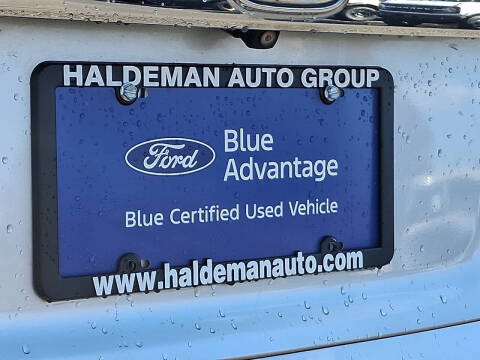 HALDEMAN AUTO GROUP
Ford
Blue
Advantage
Blue Certified Used Vehicle
www.haldemanauto.com